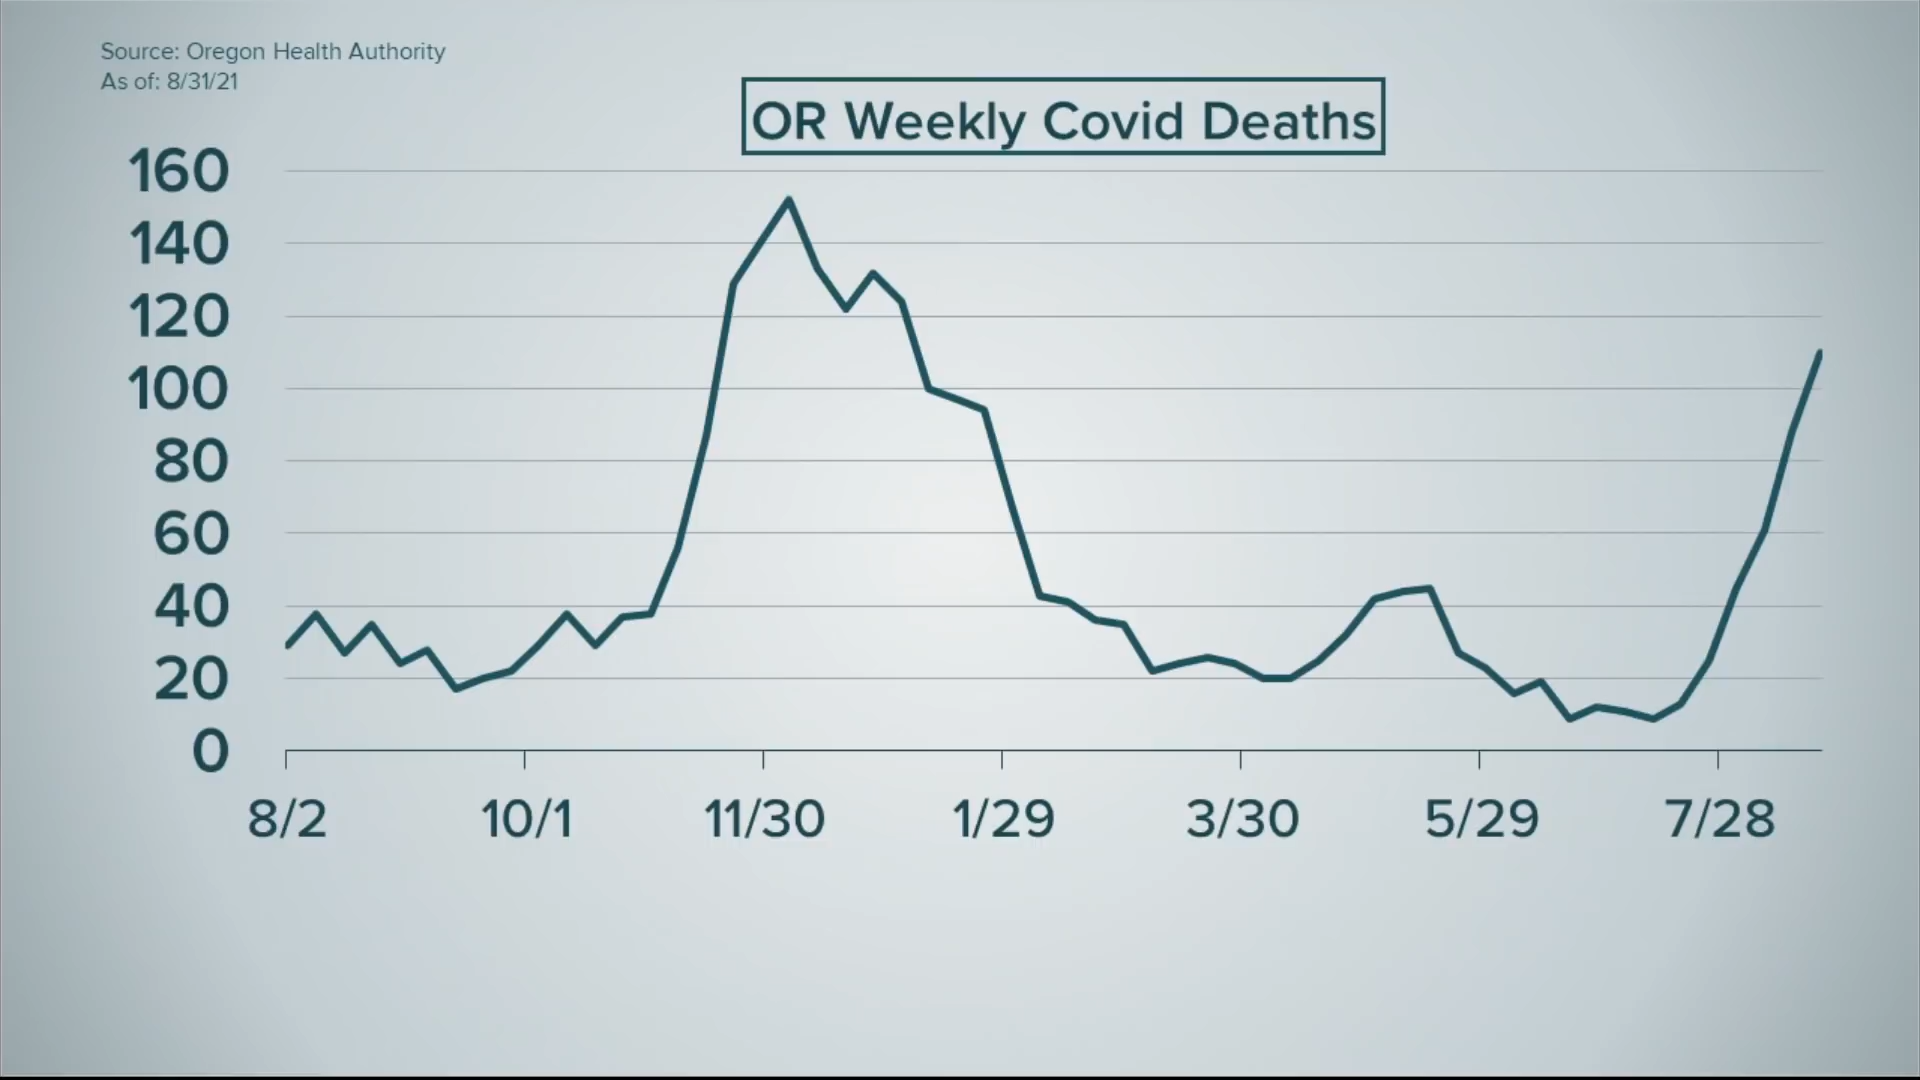 Source: Oregon Health Authority
As of: 8/31/21
OR Weekly Covid Deaths
160
140
120
100
80
60
40
20
0
8/2 10/1 11/30 1/29 3/30 5/29 7/28